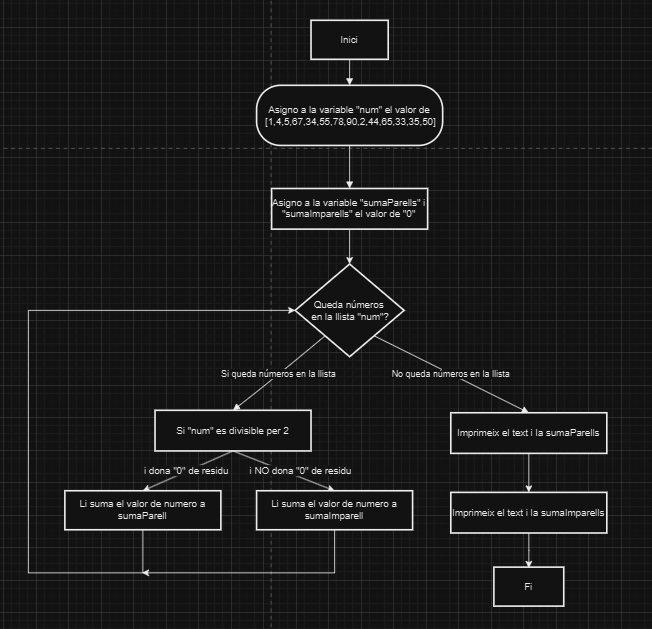 Inici
Asigno a la variable "num" el valor de
[1,4,5,67,34,55,78,90,2,44,65,33,35,50]
Asigno a la variable "sumaParells" i
"sumaImparells" el valor de "0"
Queda números
en la llista "num"?
Si queda números en la llista
No queda números en la llista
Si "num" es divisible per 2
Imprimeix el text i la sumaParells
i dona "0" de residu
i NO dona "0" de residu
Li suma el valor de numero a
sumaParell
Li suma el valor de numero a
sumaImparell
Imprimeix el text i la sumaImparells
Fi